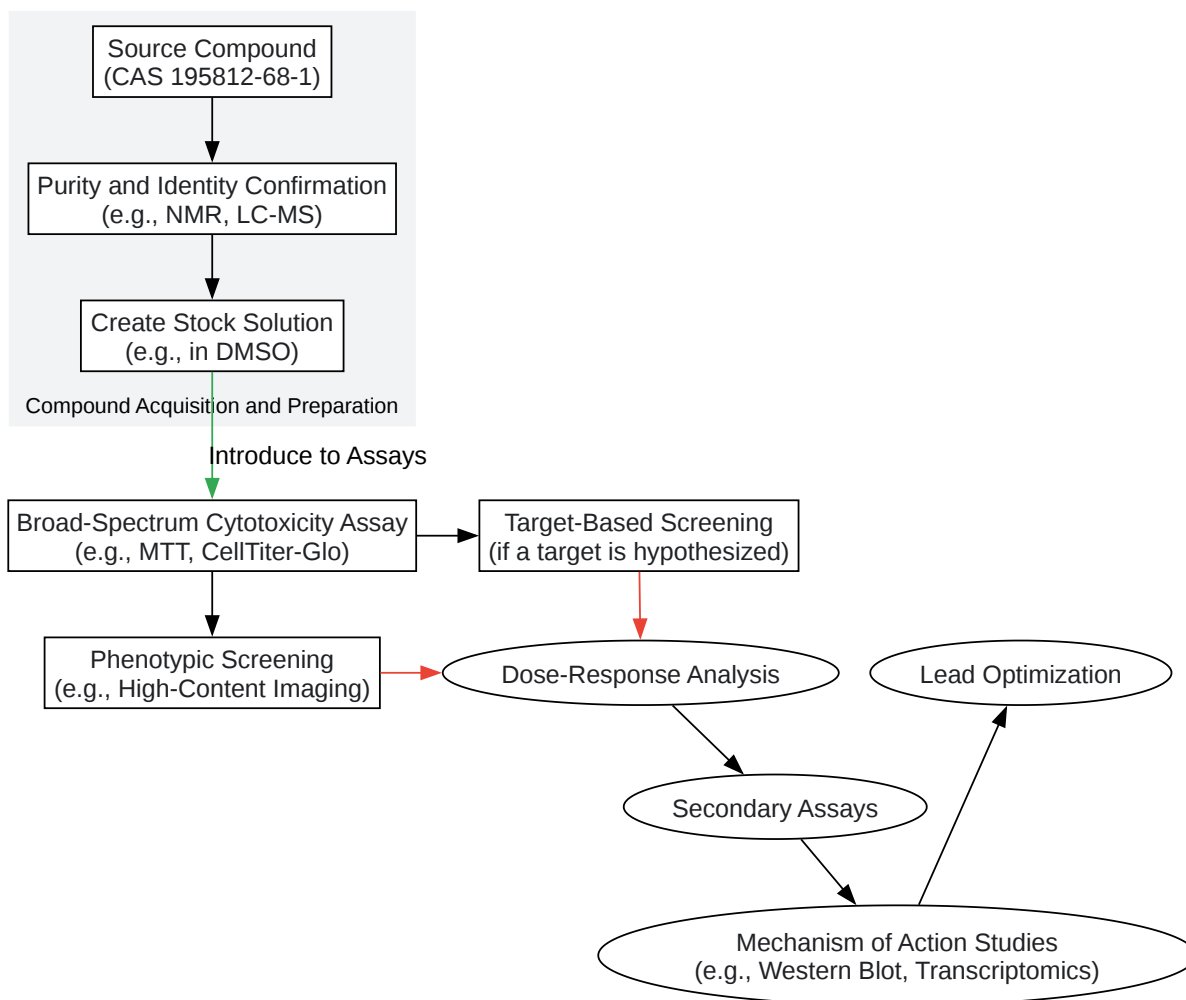 Source Compound
(CAS 195812-68-1)
Purity and Identity Confirmation
(e.g., NMR, LC-MS)
Create Stock Solution
(e.g., in DMSO)
Compound Acquisition and Preparation
Introduce to Assays
Broad-Spectrum Cytotoxicity Assay
(e.g., MTT, CellTiter-Glo)
Target-Based Screening
(if a target is hypothesized)
Phenotypic Screening
(e.g., High-Content Imaging)
Dose-Response Analysis
Lead Optimization
Secondary Assays
Mechanism of Action Studies
(e.g., Western Blot, Transcriptomics)